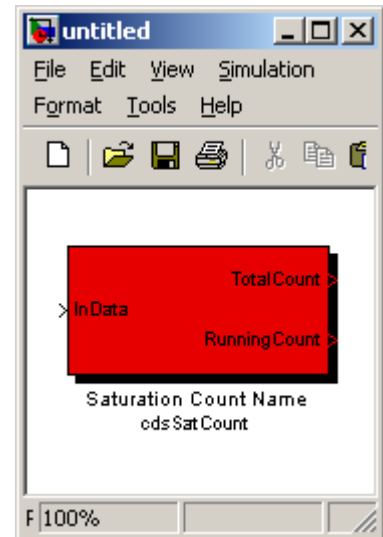 untitled
File Edit View Simulation
Format Tools Help
TotalCount
InData
RunningCount
Saturation Count Name
cdsSatCount
F 100%